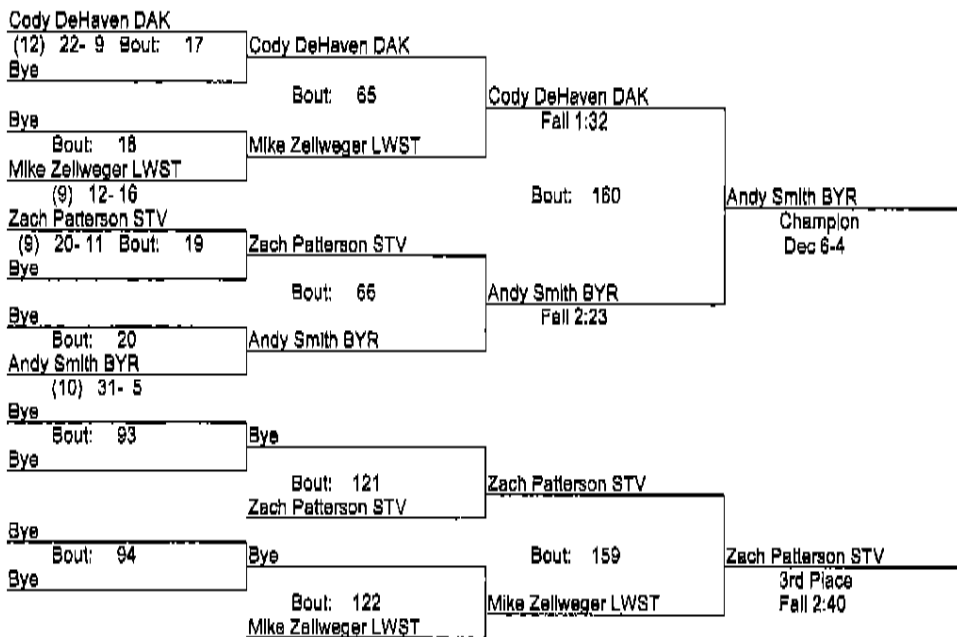 Cody DeHaven DAK
(12) 22- 9 Bout: 17
Bye
Cody DeHaven DAK
Bout: 65
Bye
Bout: 18
Mike Zellweger LWST
(9) 12- 16
Mike Zellweger LWST
Cody DeHaven DAK
Fall 1:32
Bout: 160
Zach Patterson STV
(9) 20- 11 Bout: 19
Bye
Zach Patterson STV
Bout: 66
Bye
Bout: 20
Andy Smith BYR
(10) 31- 5
Andy Smith BYR
Andy Smith BYR
Fall 2:23
Andy Smith BYR
Champion
Dec 6-4
Bye
Bout: 93
Bye
Bye
Bout: 121
Zach Patterson STV
Zach Patterson STV
Bout: 159
Bye
Bout: 94
Bye
Bye
Bout: 122
Mike Zellweger LWST
Mike Zellweger LWST
Zach Patterson STV
3rd Place
Fall 2:40